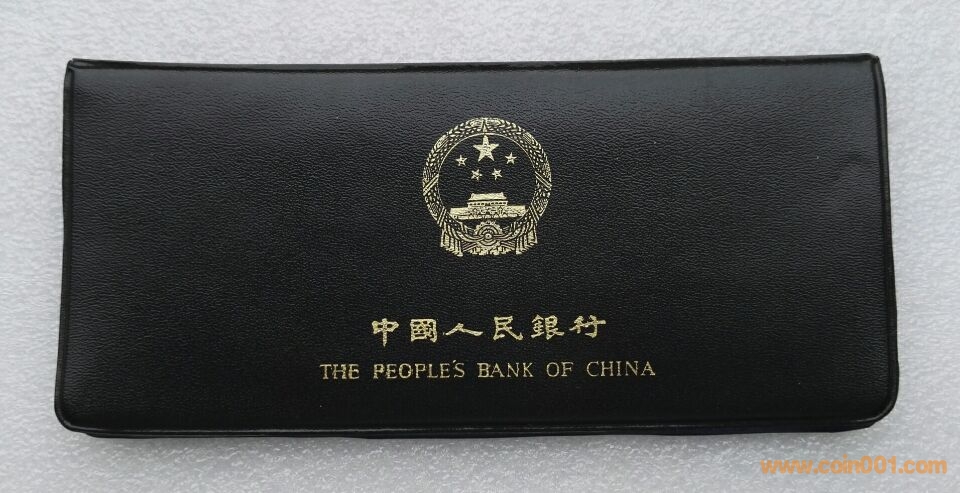 中國人民銀行
THE PEOPLE'S BANK OF CHINA
www.coin001.com